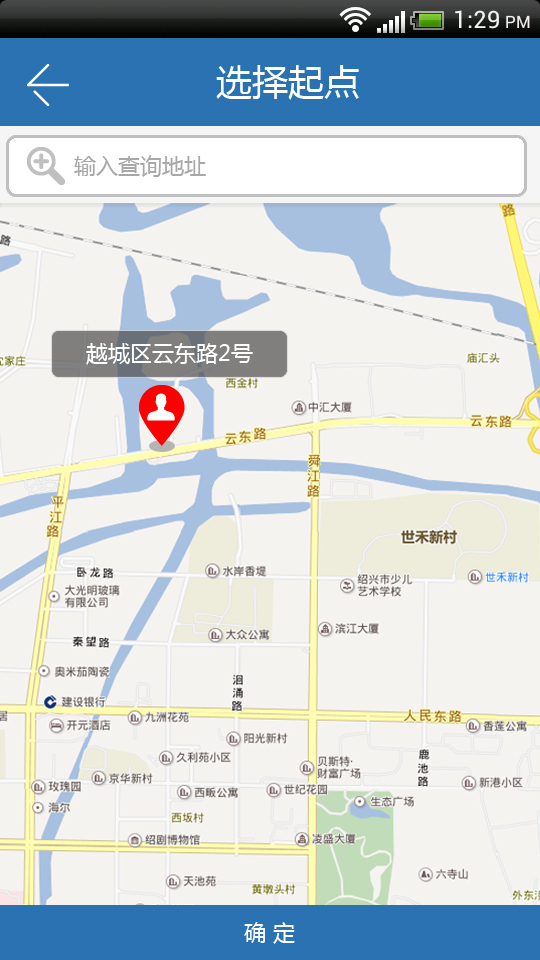 1:29 PM
选择起点
输入查询地址
路
路
家庄
越城区云东路2号
庙汇头
西金村
中汇大厦
云东路
云东路
舜江路
平江路
世禾新村
水岸香堤
卧龙路
绍兴市少儿
艺术学校
世禾新村
大光明玻璃
有限公司
大众公寓
滨江大厦
秦望路
奥米茄陶瓷
洄涌路
建设银行
居
九洲花苑
人民东路
开元酒店
香莲公寓
阳光新村
鹿池路
久利苑小区
贝斯特·
财富广场
京华新村
新港小区
玫瑰园
西畈公寓
世纪花园
生态广场
海尔
西坂村
绍剧博物馆
凌盛大厦
六寺山
天池苑
黄墩头村
外东
确定